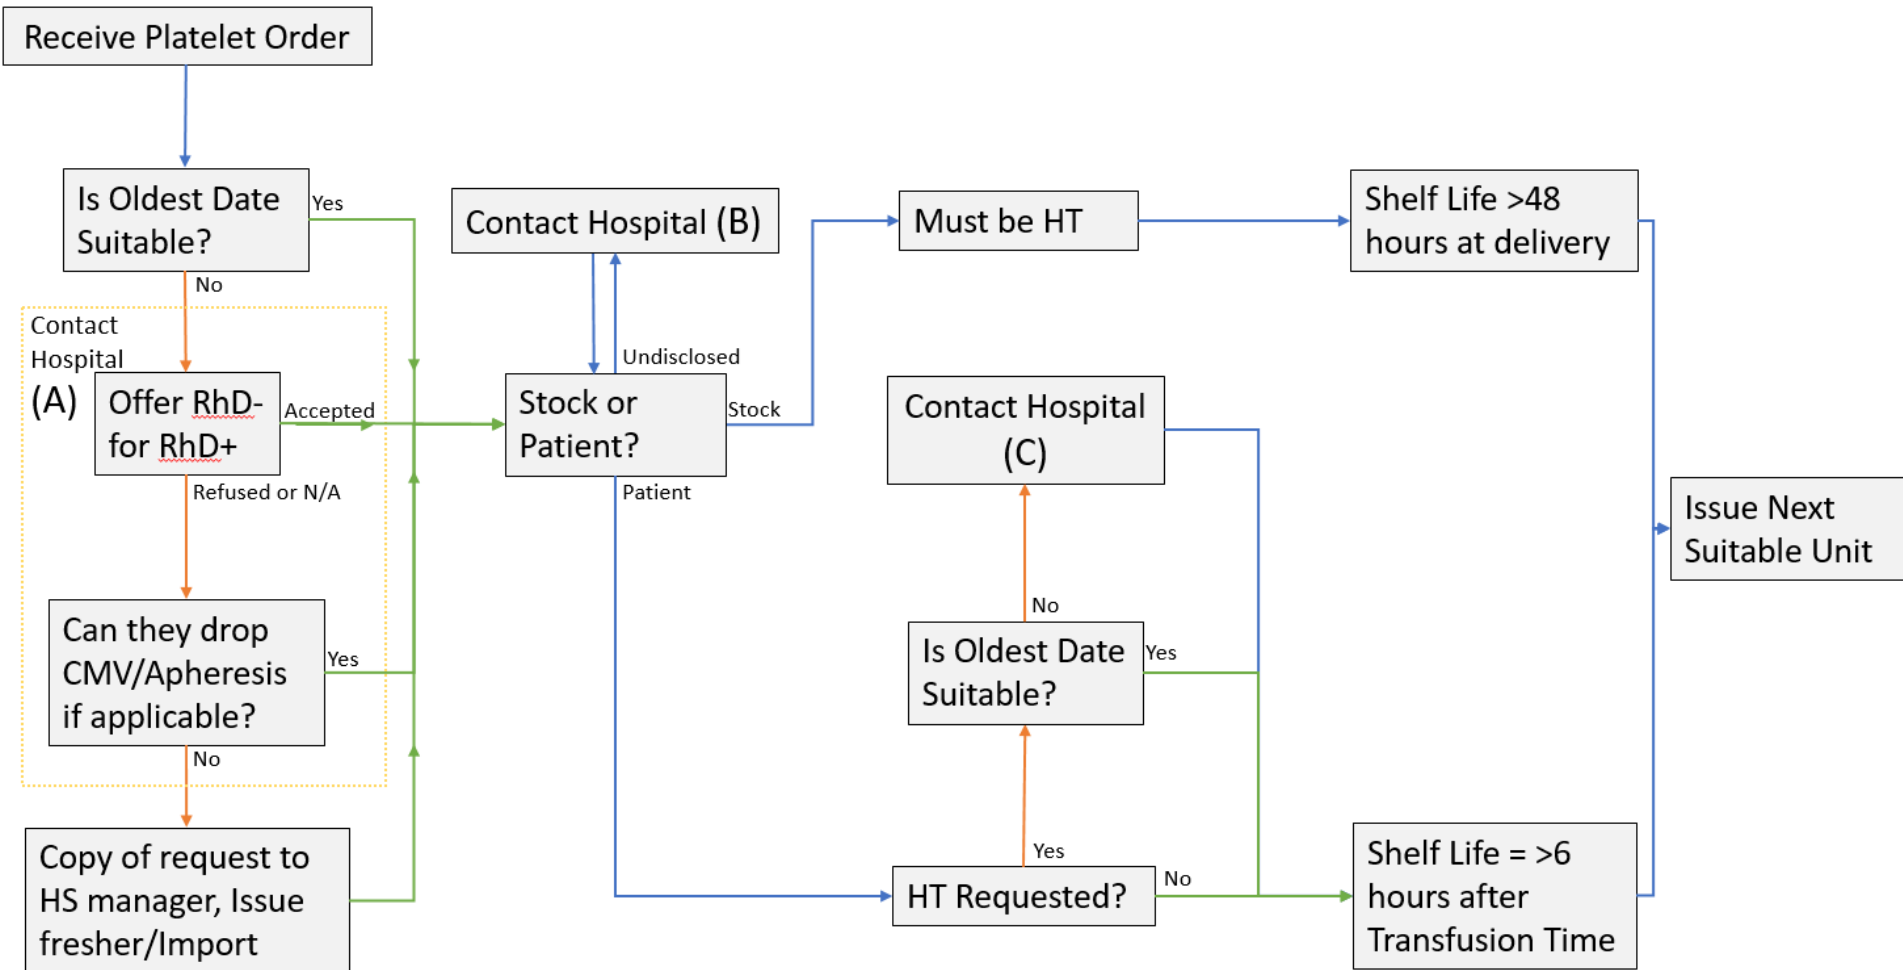 Receive Platelet Order
Is Oldest Date
Suitable?
Yes
No
Contact
Hospital
(A)
Offer RhD-
for RhD+
Accepted
Refused or N/A
Can they drop
CMV/Apheresis
if applicable?
Yes
No
Copy of request to
HS manager, Issue
fresher/Import
Contact Hospital (B)
Undisclosed
Stock or
Patient?
Stock
Patient
Must be HT
Shelf Life >48
hours at delivery
Contact Hospital
(C)
No
Is Oldest Date
Suitable?
Yes
Yes
HT Requested?
No
Shelf Life = >6
hours after
Transfusion Time
Issue Next
Suitable Unit